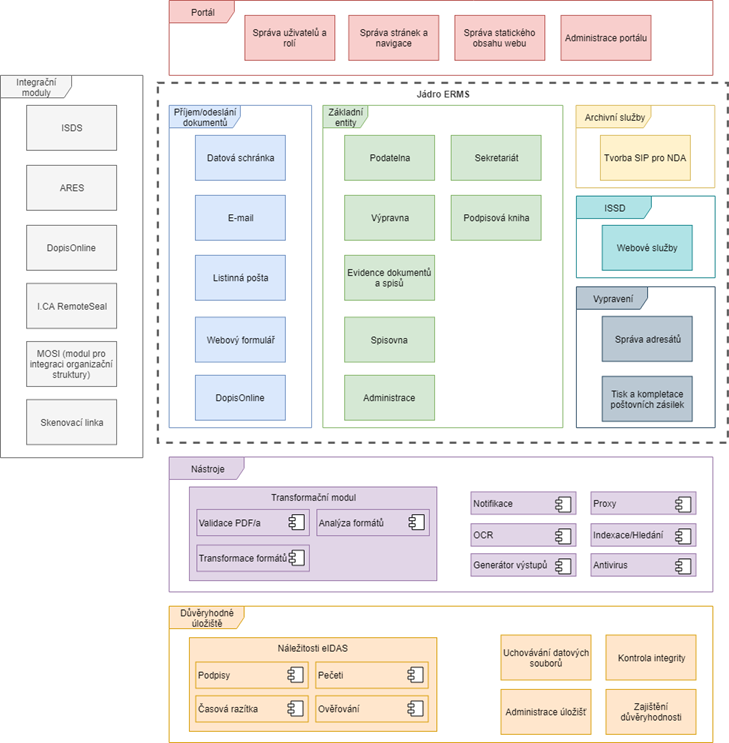 Portál
Správa uživatelů a
rolí
Správa stránek a
navigace
Správa statického
obsahu webu
Administrace portálu
Integrační
moduly
ISDS
ARES
DopisOnline
I.CA RemoteSeal
MOSI (modul pro
integraci organizační
struktury)
Skenovací linka
Jádro ERMS
Příjem/odeslání
dokumentů
Datová schránka
E-mail
Listinná pošta
Webový formulář
DopisOnline
Základní
entity
Podatelna
Sekretariát
Výpravna
Podpisová kniha
Evidence dokumentů
a spisů
Spisovna
Administrace
Archivní služby
Tvorba SIP pro NDA
ISSD
Webové služby
Vypravení
Správa adresátů
Tisk a kompletace
poštovních zásilek
Nástroje
Transformační modul
Validace PDF/a
Analýza formátů
Transformace formátů
Notifikace
Proxy
OCR
Indexace/Hledání
Generátor výstupů
Antivirus
Důvěryhodné
úložiště
Náležitosti eIDAS
Podpisy
Pečeti
Časová razítka
Ověřování
Uchovávání datových
souborů
Kontrola integrity
Administrace úložišť
Zajištění
důvěryhodnosti